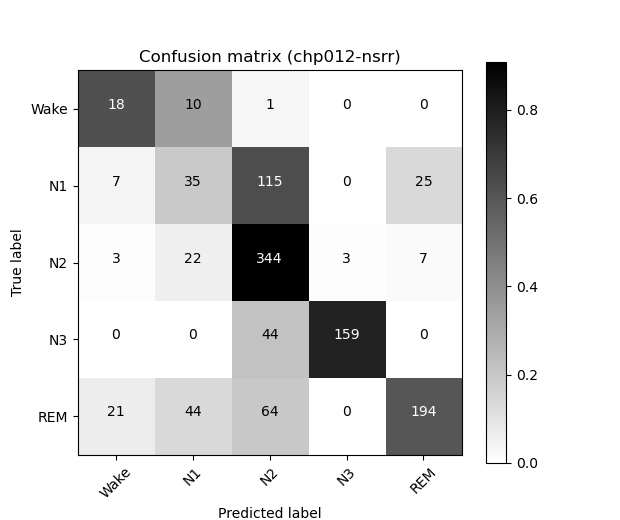 Confusion matrix (chp012-nsrr)
Wake 18 10 1 0 0
N1 7 35 115 0 25
N2 3 22 344 3 7
N3 0 0 44 159 0
REM 21 44 64 0 194
Wake N1 N2 N3 REM
Predicted label
True label
0.8
0.6
0.4
0.2
0.0